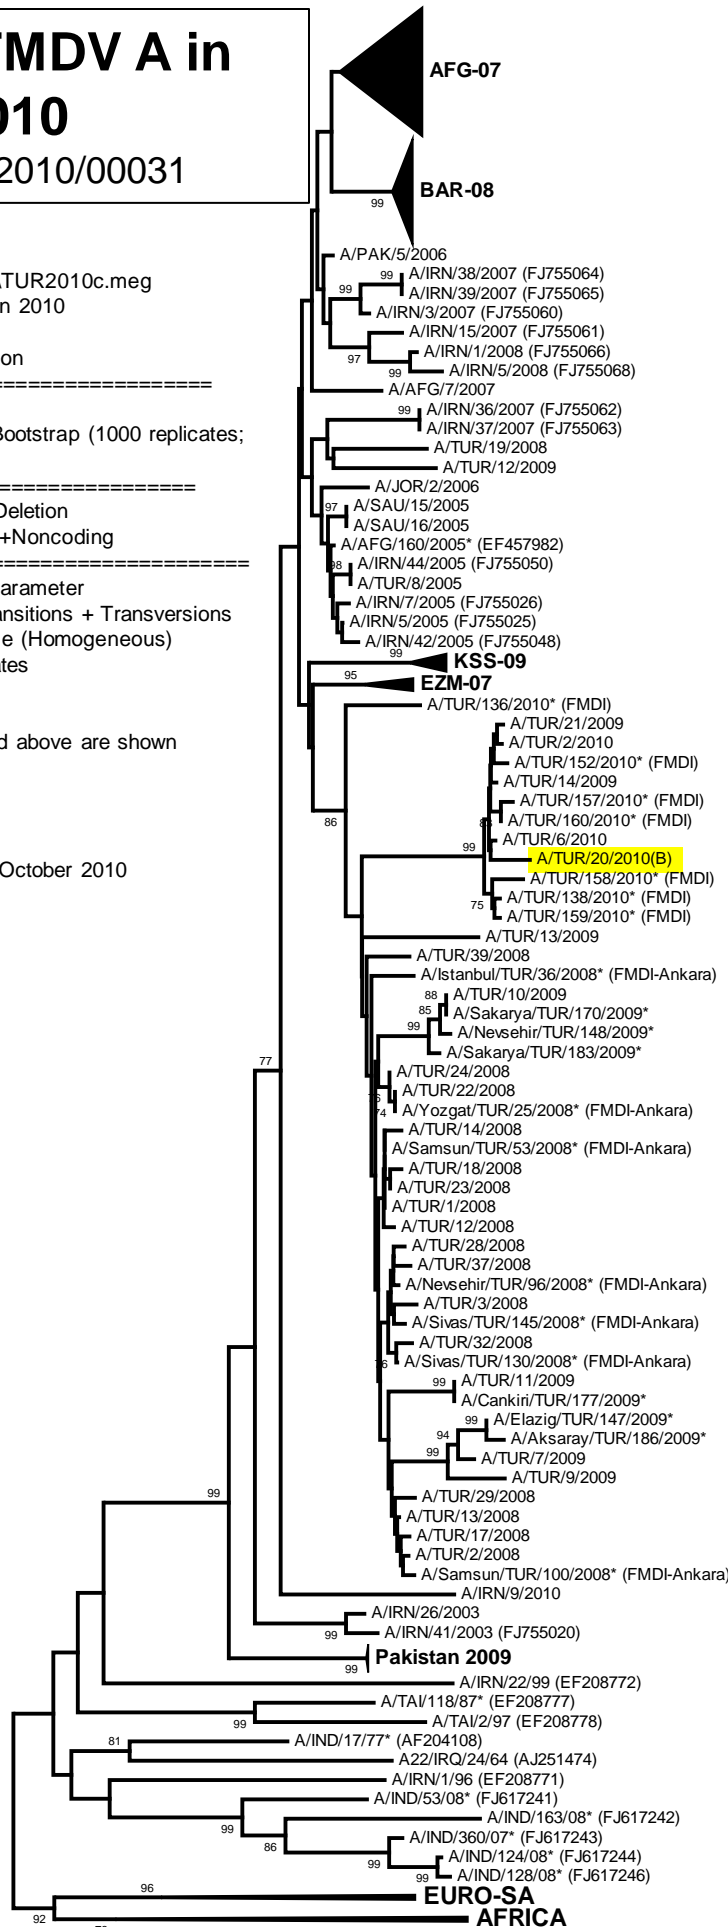 FMDV A in
010
2010/00031
TUR2010c.meg
n 2010
on
==================
Bootstrap (1000 replicates;
=================
Deletion
+Noncoding
======================
arameter
ansitions + Transversions
e (Homogeneous)
ates
d above are shown
October 2010
AFG-07
99
BAR-08
A/PAK/5/2006
99
A/IRN/38/2007 (FJ755064)
99
A/IRN/39/2007 (FJ755065)
A/IRN/3/2007 (FJ755060)
A/IRN/15/2007 (FJ755061)
97
A/IRN/1/2008 (FJ755066)
99
A/IRN/5/2008 (FJ755068)
A/AFG/7/2007
99
A/IRN/36/2007 (FJ755062)
A/IRN/37/2007 (FJ755063)
A/TUR/19/2008
A/TUR/12/2009
A/JOR/2/2006
97
A/SAU/15/2005
A/SAU/16/2005
A/AFG/160/2005* (EF457982)
98
A/IRN/44/2005 (FJ755050)
A/TUR/8/2005
A/IRN/7/2005 (FJ755026)
A/IRN/5/2005 (FJ755025)
A/IRN/42/2005 (FJ755048)
99
KSS-09
95
EZM-07
A/TUR/136/2010* (FMDI)
A/TUR/21/2009
A/TUR/2/2010
A/TUR/152/2010* (FMDI)
A/TUR/14/2009
A/TUR/157/2010* (FMDI)
86
A/TUR/160/2010* (FMDI)
A/TUR/6/2010
99
A/TUR/20/2010(B)
A/TUR/158/2010* (FMDI)
A/TUR/138/2010* (FMDI)
75
A/TUR/159/2010* (FMDI)
A/TUR/13/2009
A/TUR/39/2008
A/Istanbul/TUR/36/2008* (FMDI-Ankara)
88
A/TUR/10/2009
85
A/Sakarya/TUR/170/2009*
99
A/Nevsehir/TUR/148/2009*
A/Sakarya/TUR/183/2009*
77
A/TUR/24/2008
A/TUR/22/2008
74
A/Yozgat/TUR/25/2008* (FMDI-Ankara)
A/TUR/14/2008
A/Samsun/TUR/53/2008* (FMDI-Ankara)
A/TUR/18/2008
A/TUR/23/2008
A/TUR/1/2008
A/TUR/12/2008
A/TUR/28/2008
A/TUR/37/2008
A/Nevsehir/TUR/96/2008* (FMDI-Ankara)
A/TUR/3/2008
A/Sivas/TUR/145/2008* (FMDI-Ankara)
A/TUR/32/2008
A/Sivas/TUR/130/2008* (FMDI-Ankara)
99
A/TUR/11/2009
A/Cankiri/TUR/177/2009*
99
A/Elazig/TUR/147/2009*
94
A/Aksaray/TUR/186/2009*
99
A/TUR/7/2009
A/TUR/9/2009
A/TUR/29/2008
99
A/TUR/13/2008
A/TUR/17/2008
A/TUR/2/2008
A/Samsun/TUR/100/2008* (FMDI-Ankara)
A/IRN/9/2010
A/IRN/26/2003
99
A/IRN/41/2003 (FJ755020)
Pakistan 2009
99
A/IRN/22/99 (EF208772)
A/TAI/118/87* (EF208777)
99
A/TAI/2/97 (EF208778)
81
A/IND/17/77* (AF204108)
A22/IRQ/24/64 (AJ251474)
A/IRN/1/96 (EF208771)
A/IND/53/08* (FJ617241)
99
A/IND/163/08* (FJ617242)
86
A/IND/360/07* (FJ617243)
99
A/IND/124/08* (FJ617244)
99
A/IND/128/08* (FJ617246)
96
EURO-SA
92
AFRICA